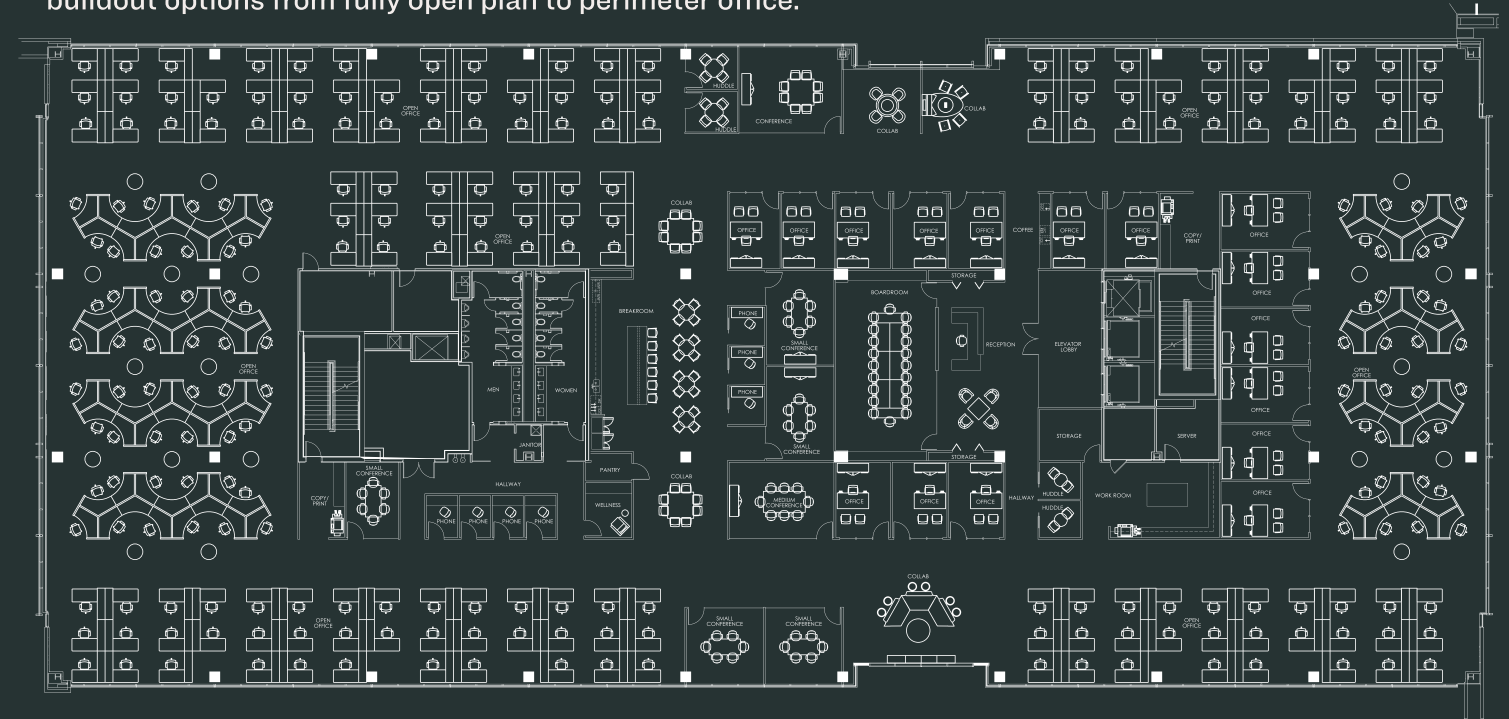 buildout options from fully open plan to perimeter office.
HUDDLE
HUDDLE
CONFERENCE
COLLAB
COLLAB
OPEN
OFFICE
OPEN
OFFICE
COLLAB
OPEN
OFFICE
OFFICE
OFFICE
OFFICE
OFFICE
OFFICE
COFFEE
OFFICE
OFFICE
COPY/
PRINT
OFFICE
STORAGE
BOARDROOM
OFFICE
BREAKROOM
PHONE
PHONE
PHONE
SMALL
CONFERENCE
RECEPTION
ELEVATOR
LOBBY
OFFICE
OPEN
OFFICE
OPEN
OFFICE
MEN
WOMEN
OFFICE
JANITOR
SMALL
CONFERENCE
STORAGE
STORAGE
SERVER
OFFICE
SMALL
CONFERENCE
PANTRY
HALLWAY
COLLAB
COPY/
PRINT
PHONE
PHONE
PHONE
PHONE
WELLNESS
MEDIUM
CONFERENCE
OFFICE
OFFICE
OFFICE
HALLWAY
HUDDLE
HUDDLE
WORK ROOM
OFFICE
COLLAB
OPEN
OFFICE
SMALL
CONFERENCE
SMALL
CONFERENCE
OPEN
OFFICE